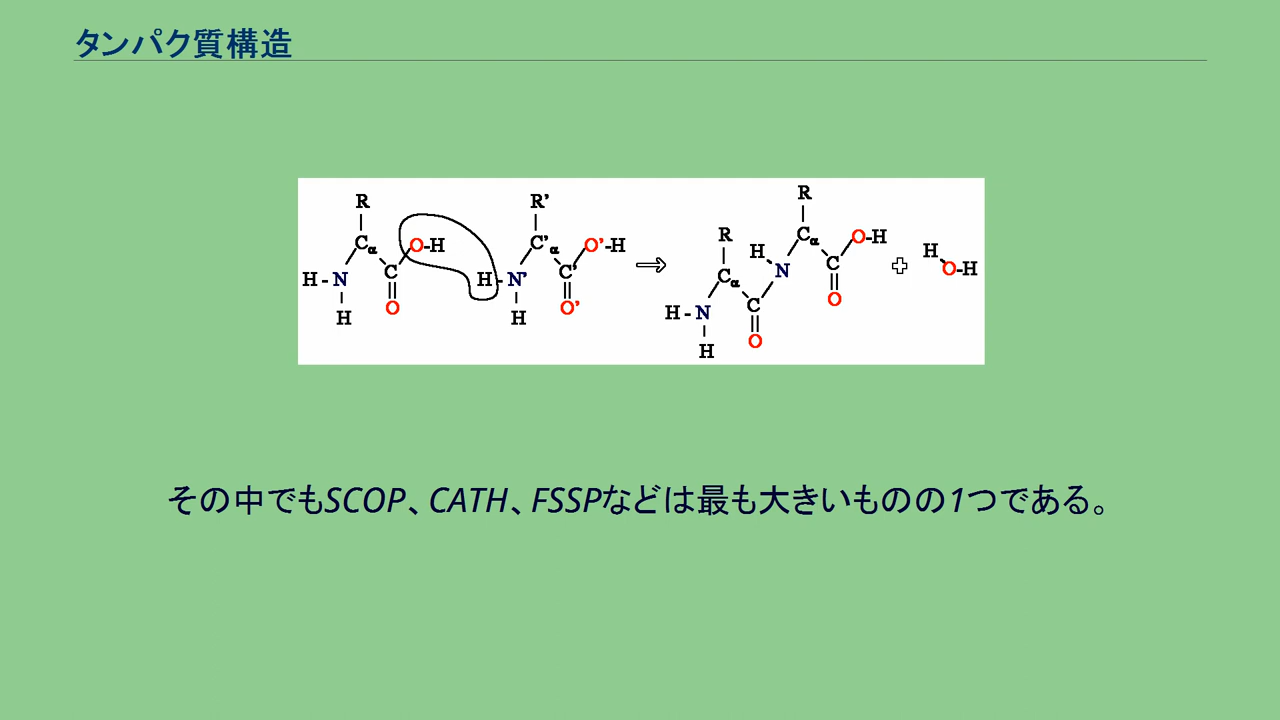 タンパク質構造
R R' R
Cα O-H C'α O'-H R H Cα O-H H
H-N C H-N' C' Cα N C O-H
H O H O' H-N C O
H O
その中でもSCOP、CATH、FSSPなどは最も大きいものの1つである。